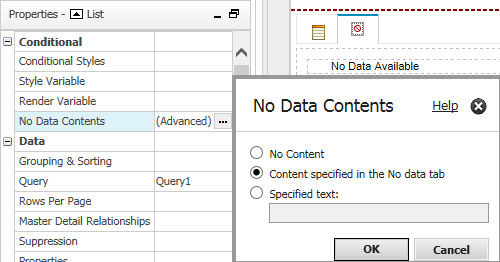 Properties - List
Conditional
Conditional Styles
Style Variable
Render Variable
No Data Contents (Advanced) ...
Data
Grouping & Sorting
Query Query1
Rows Per Page
Master Detail Relationships
Suppression
Properties
No Data Available
No Data Contents Help
No Content
Content specified in the No data tab
Specified text:
OK Cancel